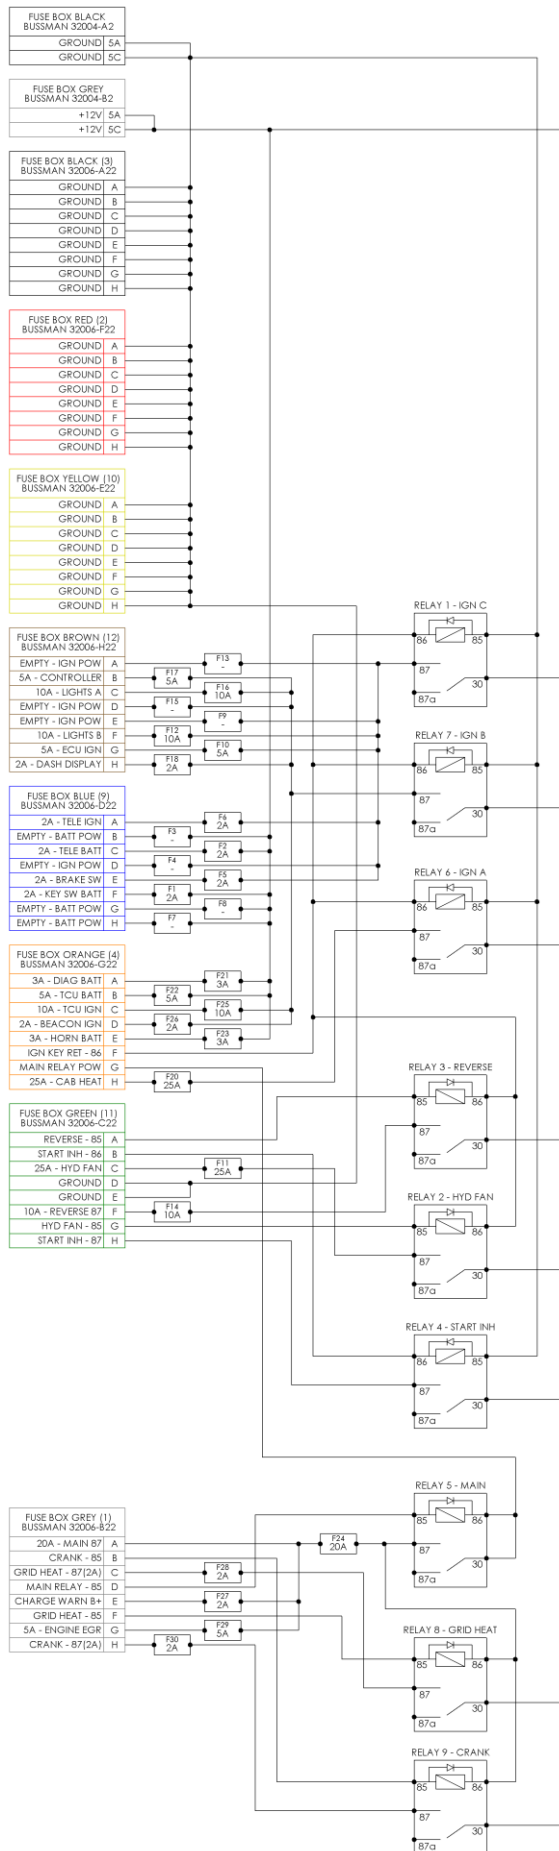 FUSE BOX BLACK
BUSSMAN 32004-A2
GROUND 5A
GROUND 5C
FUSE BOX GREY
BUSSMAN 32004-B2
+12V 5A
+12V 5C
FUSE BOX BLACK (3)
BUSSMAN 32006-A22
GROUND A
GROUND B
GROUND C
GROUND D
GROUND E
GROUND F
GROUND G
GROUND H
FUSE BOX RED (2)
BUSSMAN 32006-F22
GROUND A
GROUND B
GROUND C
GROUND D
GROUND E
GROUND F
GROUND G
GROUND H
FUSE BOX YELLOW (10)
BUSSMAN 32006-E22
GROUND A
GROUND B
GROUND C
GROUND D
GROUND E
GROUND F
GROUND G
GROUND H
FUSE BOX BROWN (12)
BUSSMAN 32006-H22
EMPTY - IGN POW A
5A - CONTROLLER B
10A - LIGHTS A C
EMPTY - IGN POW D
EMPTY - IGN POW E
10A - LIGHTS B F
5A - ECU IGN G
2A - DASH DISPLAY H
F13
-
F17
5A
F16
10A
F15
-
F9
-
F12
10A
F10
5A
F18
2A
FUSE BOX BLUE (9)
BUSSMAN 32006-D22
2A - TELE IGN A
EMPTY - BATT POW B
2A - TELE BATT C
EMPTY - IGN POW D
2A - BRAKE SW E
2A - KEY SW BATT F
EMPTY - BATT POW G
EMPTY - BATT POW H
F6
2A
F3
-
F2
2A
F4
-
F5
2A
F1
2A
F8
-
F7
-
FUSE BOX ORANGE (4)
BUSSMAN 32006-G22
3A - DIAG BATT A
5A - TCU BATT B
10A - TCU IGN C
2A - BEACON IGN D
3A - HORN BATT E
IGN KEY RET - 86 F
MAIN RELAY POW G
25A - CAB HEAT H
F21
3A
F22
5A
F25
10A
F26
2A
F23
3A
F20
25A
FUSE BOX GREEN (11)
BUSSMAN 32006-C22
REVERSE - 85 A
START INH - 86 B
25A - HYD FAN C
GROUND D
GROUND E
10A - REVERSE 87 F
HYD FAN - 85 G
START INH - 87 H
F11
25A
F14
10A
FUSE BOX GREY (1)
BUSSMAN 32006-B22
20A - MAIN 87 A
CRANK - 85 B
GRID HEAT - 87(2A) C
MAIN RELAY - 85 D
CHARGE WARN B+ E
GRID HEAT - 85 F
5A - ENGINE EGR G
CRANK - 87(2A) H
F24
20A
F28
2A
F27
2A
F29
5A
F30
2A
RELAY 1 - IGN C
86 85
87
30
87a
RELAY 7 - IGN B
86 85
87
30
87a
RELAY 6 - IGN A
86 85
87
30
87a
RELAY 3 - REVERSE
85 86
87
30
87a
RELAY 2 - HYD FAN
85 86
87
30
87a
RELAY 4 - START INH
86 85
87
30
87a
RELAY 5 - MAIN
85 86
87
30
87a
RELAY 8 - GRID HEAT
85 86
87
30
87a
RELAY 9 - CRANK
85 86
87
30
87a